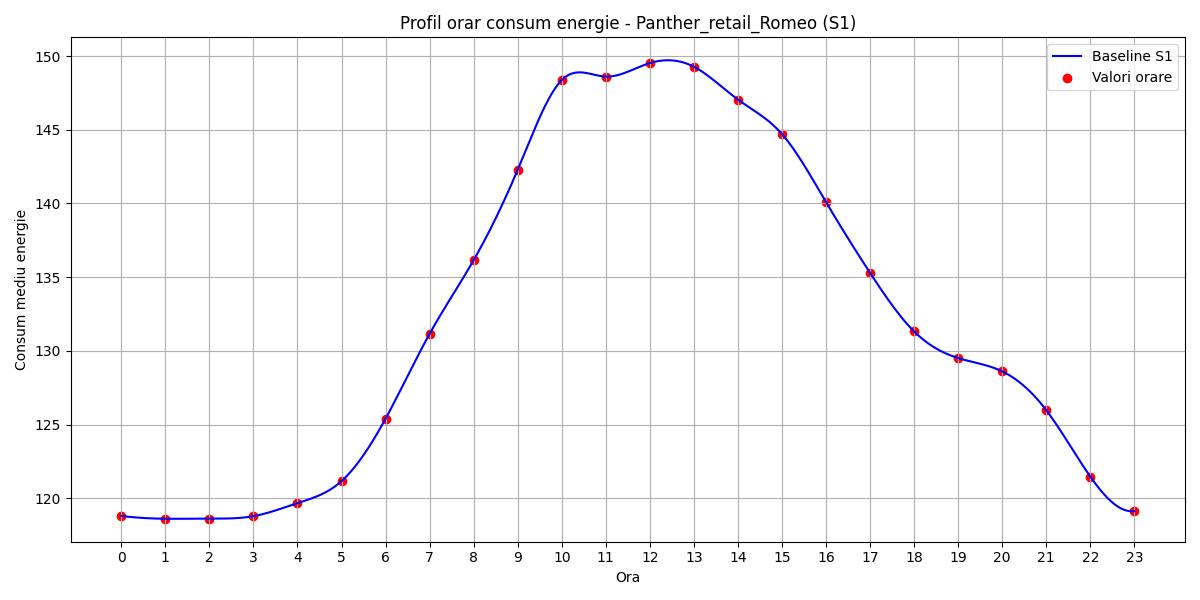 Profil orar consum energie - Panther_retail_Romeo (S1)
Baseline S1
Valori orare
Consum mediu energie
150
145
140
135
130
125
120
0 1 2 3 4 5 6 7 8 9 10 11 12 13 14 15 16 17 18 19 20 21 22 23
Ora